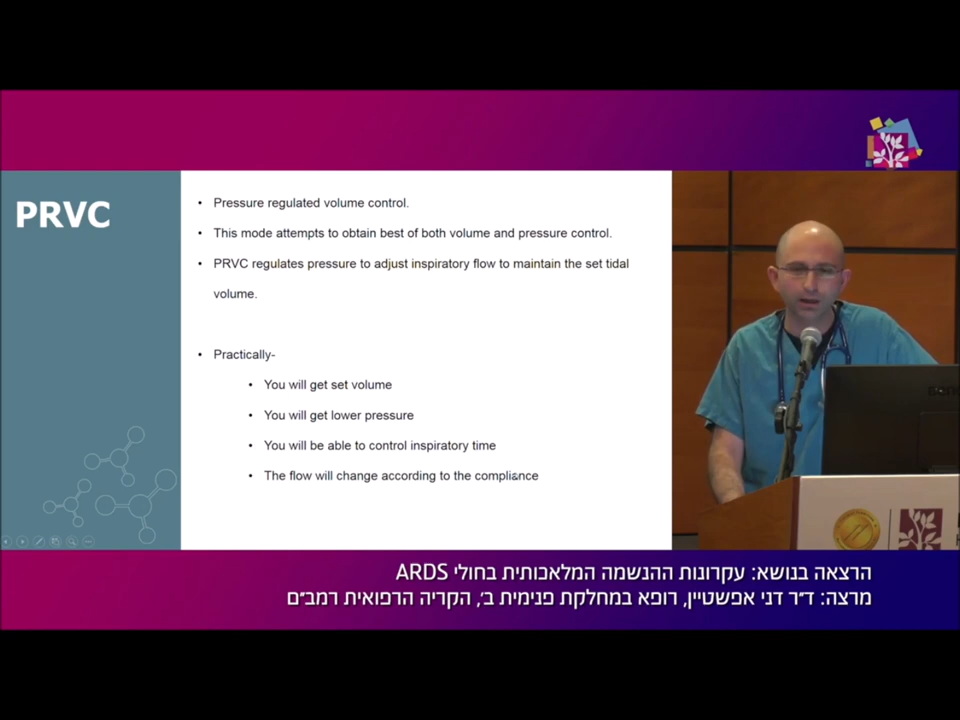 PRVC
• Pressure regulated volume control.
• This mode attempts to obtain best of both volume and pressure control.
• PRVC regulates pressure to adjust inspiratory flow to maintain the set tidal
volume.
• Practically-
• You will get set volume
• You will get lower pressure
• You will be able to control inspiratory time
• The flow will change according to the compliance
הרצאה בנושא: עקרונות ההנשמה המלאכותית בחולי ARDS
מרצה: ד״ר דני אפשטיין, רופא במחלקת פנימית ב׳, הקריה הרפואית רמב״ם